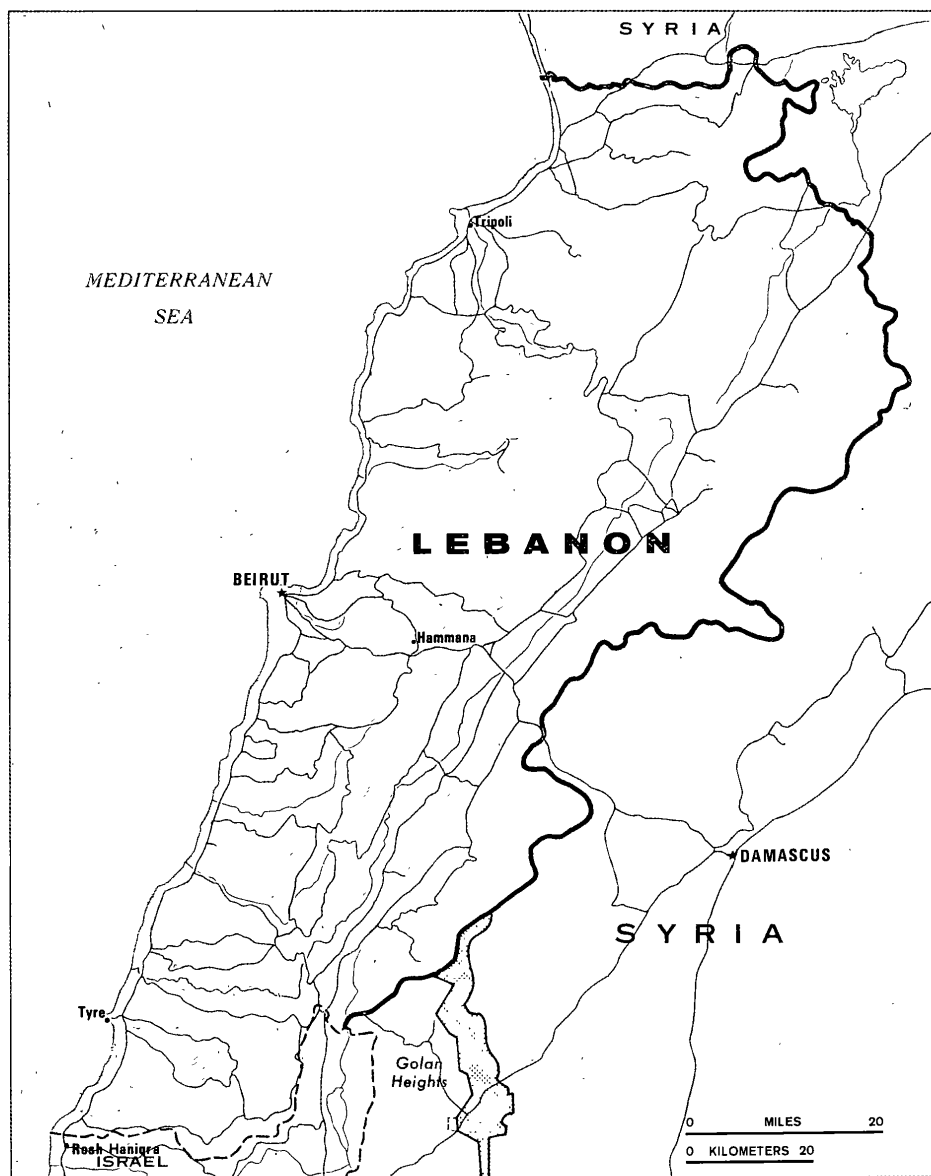 SYRIA
Tripoli
MEDITERRANEAN
SEA
LEBANON
BEIRUT
Hammana
DAMASCUS
SYRIA
Tyre
Golan
Heights
Rosh Haniqra
ISRAEL
0 MILES 20
0 KILOMETERS 20